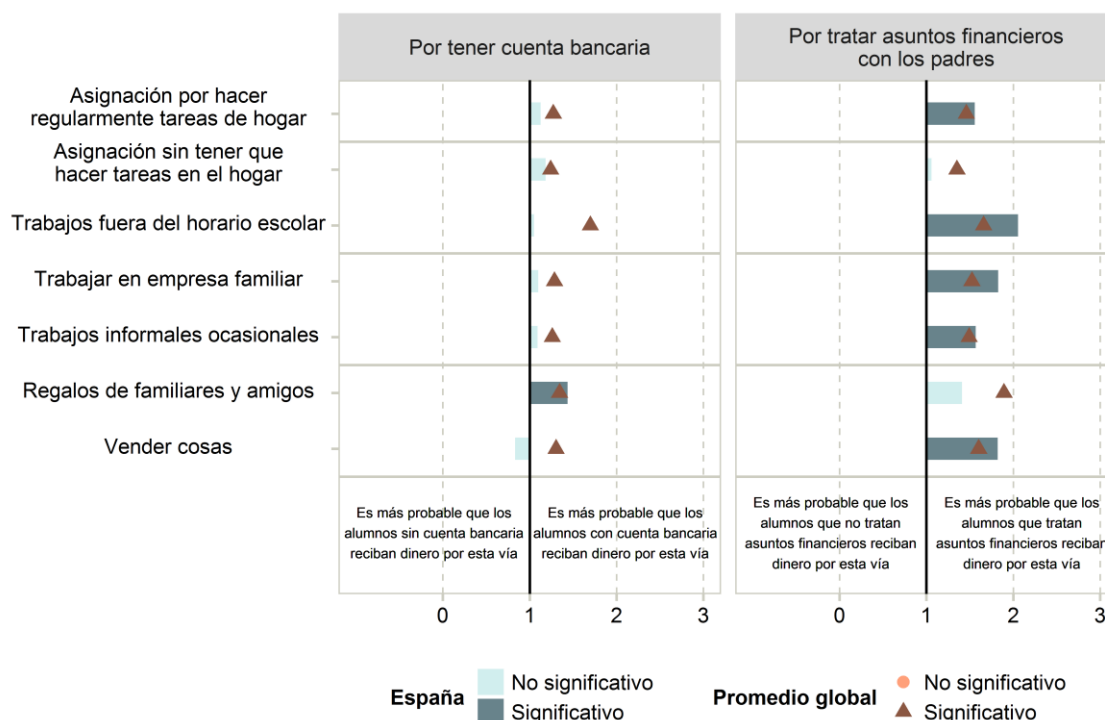 Por tener cuenta bancaria
Por tratar asuntos financieros
con los padres
Asignación por hacer
regularmente tareas de hogar
Asignación sin tener que
hacer tareas en el hogar
Trabajos fuera del horario escolar
Trabajar en empresa familiar
Trabajos informales ocasionales
Regalos de familiares y amigos
Vender cosas
Es más probable que los
alumnos sin cuenta bancaria
reciban dinero por esta vía
Es más probable que los
alumnos con cuenta bancaria
reciban dinero por esta vía
Es más probable que los
alumnos que no tratan
asuntos financieros reciban
dinero por esta vía
Es más probable que los
alumnos que tratan
asuntos financieros reciban
dinero por esta vía
0 1 2 3
0 1 2 3
España
No significativo
Significativo
Promedio global
No significativo
Significativo